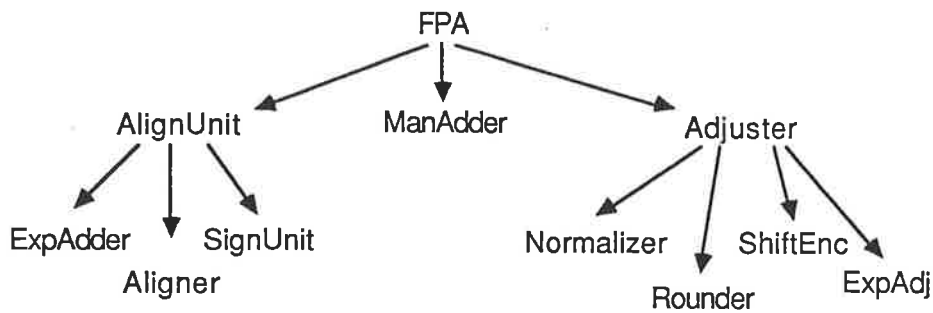 FPA
AlignUnit
ManAdder
Adjuster
ExpAdder
SignUnit
Aligner
Normalizer
ShiftEnc
Rounder
ExpAdj